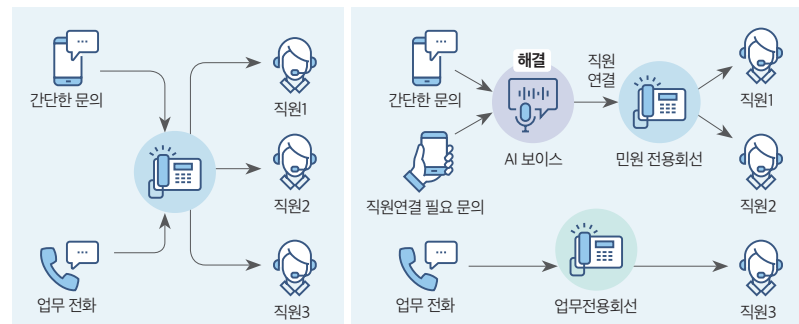 간단한 문의
직원1
직원2
업무 전화
직원3
간단한 문의
해결
직원
연결
직원1
AI 보이스
민원 전용회선
직원연결 필요 문의
직원2
업무 전화
업무전용회선
직원3